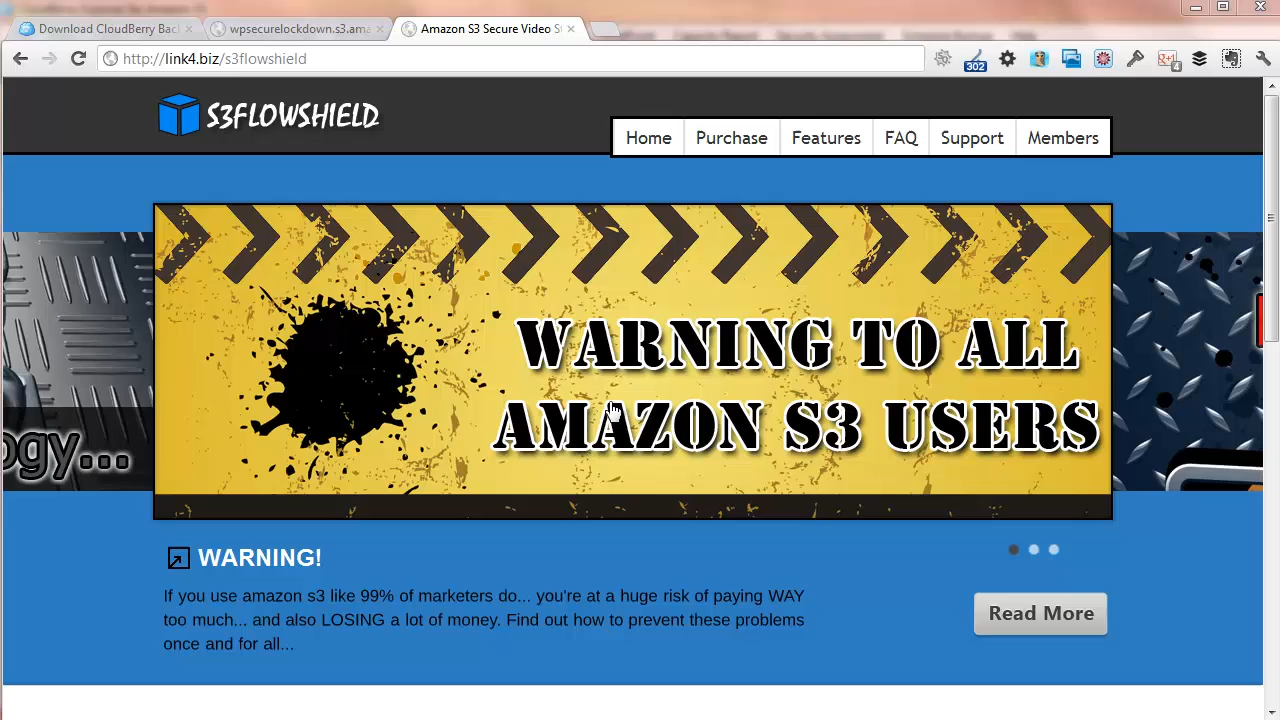 Download CloudBerry Bac
wpsecurelockdown.s3.ama
Amazon S3 Secure Video St
http://link4.biz/s3flowshield
302
4
S3FLOWSHIELD
Home
Purchase
Features
FAQ
Support
Members
WARNING TO ALL
AMAZON S3 USERS
ogy...
WARNING!
If you use amazon s3 like 99% of marketers do... you're at a huge risk of paying WAY
too much... and also LOSING a lot of money. Find out how to prevent these problems
once and for all...
Read More